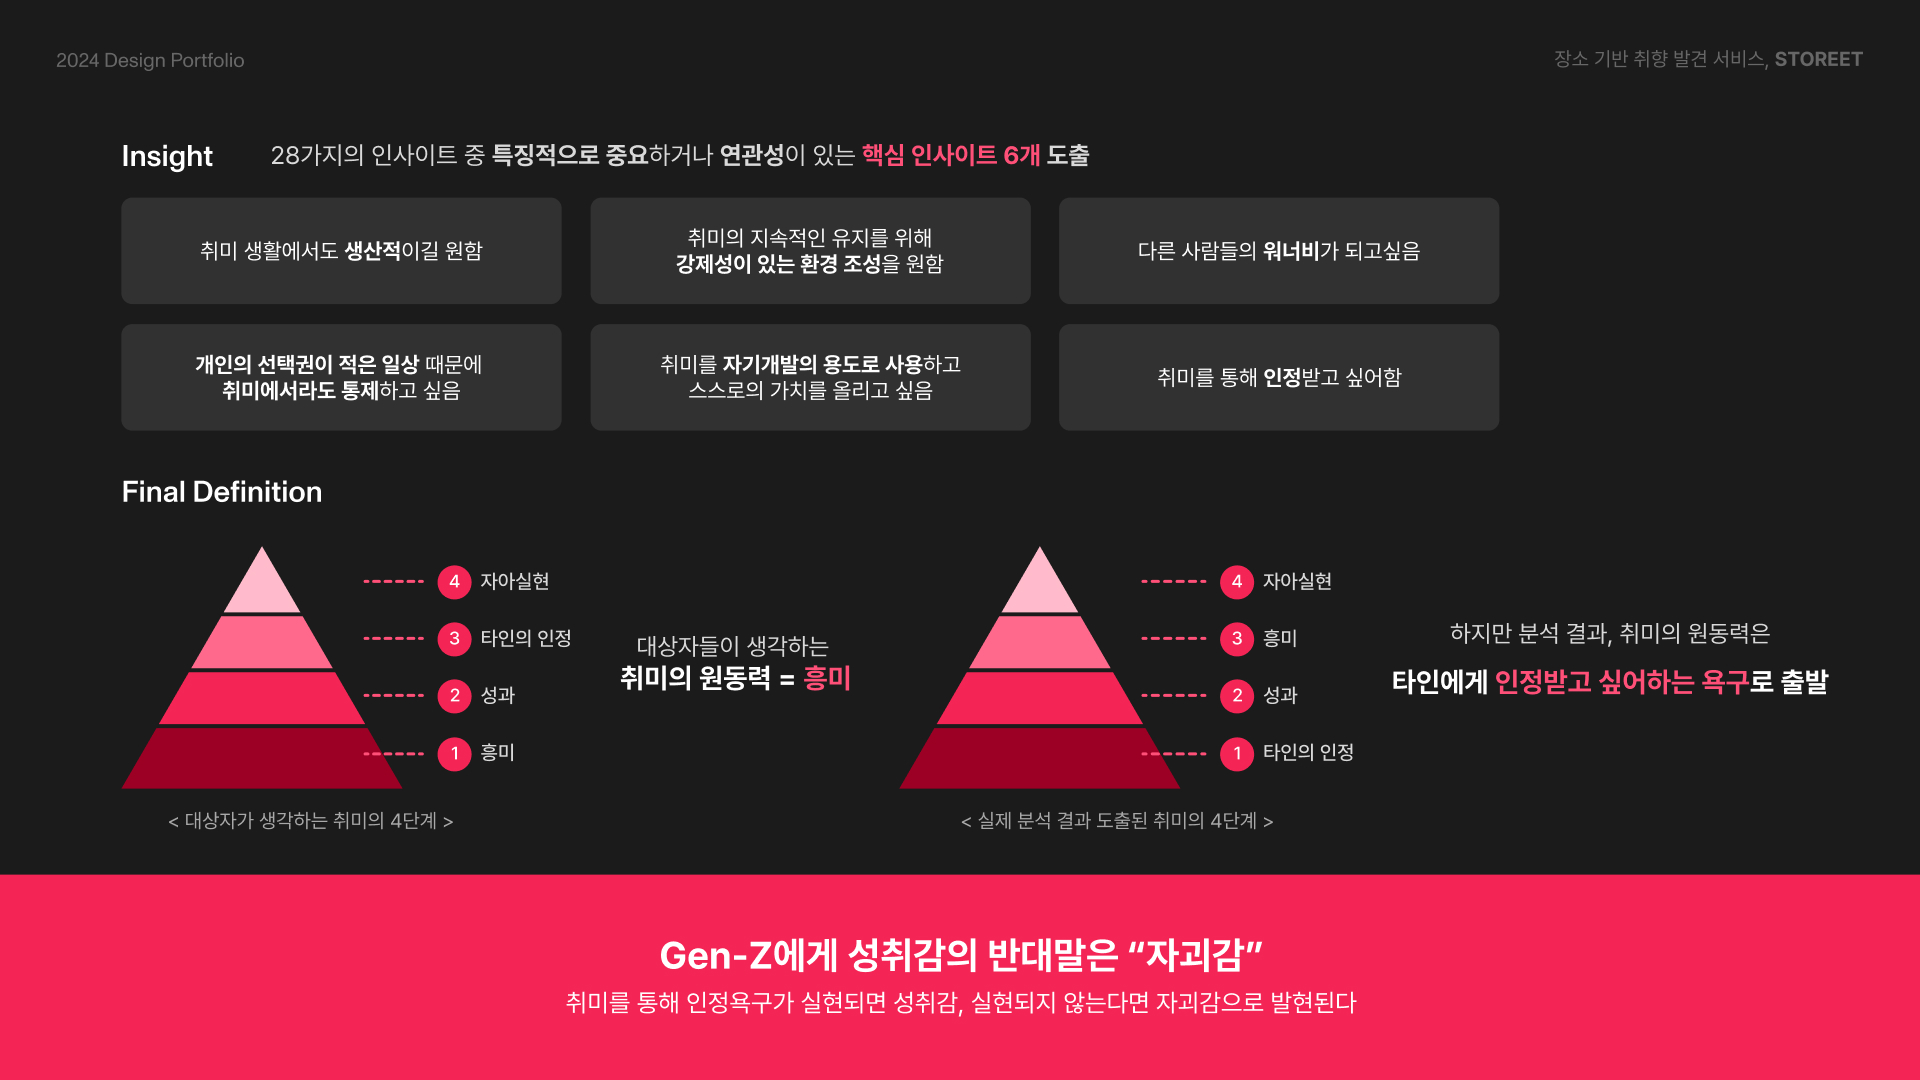 2024 Design Portfolio
장소 기반 취향 발견 서비스, STOREET
Insight
28가지의 인사이트 중 특징적으로 중요하거나 연관성이 있는 핵심 인사이트 6개 도출
취미 생활에서도 생산적이길 원함
취미의 지속적인 유지를 위해
강제성이 있는 환경 조성을 원함
다른 사람들의 워너비가 되고싶음
개인의 선택권이 적은 일상 때문에
취미에서라도 통제하고 싶음
취미를 자기개발의 용도로 사용하고
스스로의 가치를 올리고 싶음
취미를 통해 인정받고 싶어함
Final Definition
4 자아실현
3 타인의 인정
2 성과
1 흥미
< 대상자가 생각하는 취미의 4단계 >
대상자들이 생각하는
취미의 원동력 = 흥미
4 자아실현
3 흥미
2 성과
1 타인의 인정
< 실제 분석 결과 도출된 취미의 4단계 >
하지만 분석 결과, 취미의 원동력은
타인에게 인정받고 싶어하는 욕구로 출발
Gen-Z에게 성취감의 반대말은 “자괴감”
취미를 통해 인정욕구가 실현되면 성취감, 실현되지 않는다면 자괴감으로 발현된다